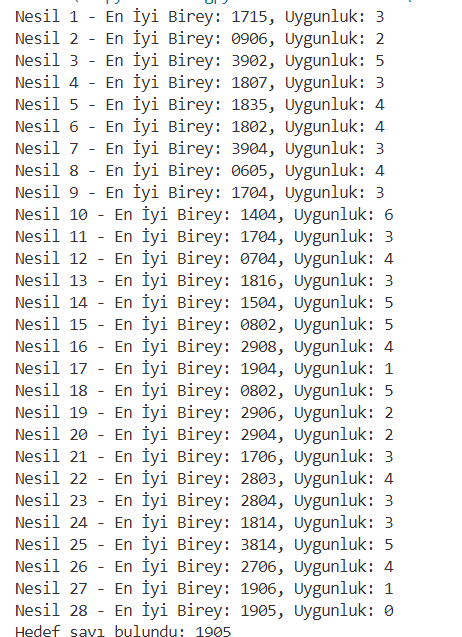 Nesil 1 - En İyi Birey: 1715, Uygunluk: 3
Nesil 2 - En İyi Birey: 0906, Uygunluk: 2
Nesil 3 - En İyi Birey: 3902, Uygunluk: 5
Nesil 4 - En İyi Birey: 1807, Uygunluk: 3
Nesil 5 - En İyi Birey: 1835, Uygunluk: 4
Nesil 6 - En İyi Birey: 1802, Uygunluk: 4
Nesil 7 - En İyi Birey: 3904, Uygunluk: 3
Nesil 8 - En İyi Birey: 0605, Uygunluk: 4
Nesil 9 - En İyi Birey: 1704, Uygunluk: 3
Nesil 10 - En İyi Birey: 1404, Uygunluk: 6
Nesil 11 - En İyi Birey: 1704, Uygunluk: 3
Nesil 12 - En İyi Birey: 0704, Uygunluk: 4
Nesil 13 - En İyi Birey: 1816, Uygunluk: 3
Nesil 14 - En İyi Birey: 1504, Uygunluk: 5
Nesil 15 - En İyi Birey: 0802, Uygunluk: 5
Nesil 16 - En İyi Birey: 2908, Uygunluk: 4
Nesil 17 - En İyi Birey: 1904, Uygunluk: 1
Nesil 18 - En İyi Birey: 0802, Uygunluk: 5
Nesil 19 - En İyi Birey: 2906, Uygunluk: 2
Nesil 20 - En İyi Birey: 2904, Uygunluk: 2
Nesil 21 - En İyi Birey: 1706, Uygunluk: 3
Nesil 22 - En İyi Birey: 2803, Uygunluk: 4
Nesil 23 - En İyi Birey: 2804, Uygunluk: 3
Nesil 24 - En İyi Birey: 1814, Uygunluk: 3
Nesil 25 - En İyi Birey: 3814, Uygunluk: 5
Nesil 26 - En İyi Birey: 2706, Uygunluk: 4
Nesil 27 - En İyi Birey: 1906, Uygunluk: 1
Nesil 28 - En İyi Birey: 1905, Uygunluk: 0
Hedef sayı bulundu: 1905